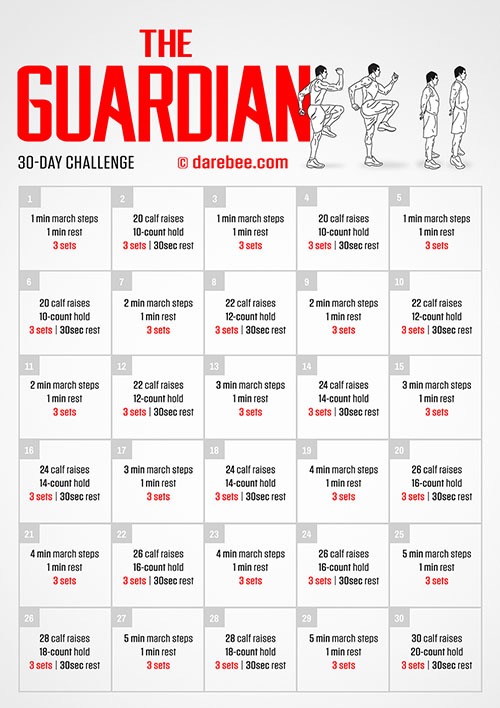 THE
GUARDIAN
30-DAY CHALLENGE
© darebee.com
1
1 min march steps
1 min rest
3 sets
2
20 calf raises
10-count hold
3 sets | 30sec rest
3
1 min march steps
1 min rest
3 sets
4
20 calf raises
10-count hold
3 sets | 30sec rest
5
1 min march steps
1 min rest
3 sets
6
20 calf raises
10-count hold
3 sets | 30sec rest
7
2 min march steps
1 min rest
3 sets
8
22 calf raises
12-count hold
3 sets | 30sec rest
9
2 min march steps
1 min rest
3 sets
10
22 calf raises
12-count hold
3 sets | 30sec rest
11
2 min march steps
1 min rest
3 sets
12
22 calf raises
12-count hold
3 sets | 30sec rest
13
3 min march steps
1 min rest
3 sets
14
24 calf raises
14-count hold
3 sets | 30sec rest
15
3 min march steps
1 min rest
3 sets
16
24 calf raises
14-count hold
3 sets | 30sec rest
17
3 min march steps
1 min rest
3 sets
18
24 calf raises
14-count hold
3 sets | 30sec rest
19
4 min march steps
1 min rest
3 sets
20
26 calf raises
16-count hold
3 sets | 30sec rest
21
4 min march steps
1 min rest
3 sets
22
26 calf raises
16-count hold
3 sets | 30sec rest
23
4 min march steps
1 min rest
3 sets
24
26 calf raises
16-count hold
3 sets | 30sec rest
25
5 min march steps
1 min rest
3 sets
26
28 calf raises
18-count hold
3 sets | 30sec rest
27
5 min march steps
1 min rest
3 sets
28
28 calf raises
18-count hold
3 sets | 30sec rest
29
5 min march steps
1 min rest
3 sets
30
30 calf raises
20-count hold
3 sets | 30sec rest